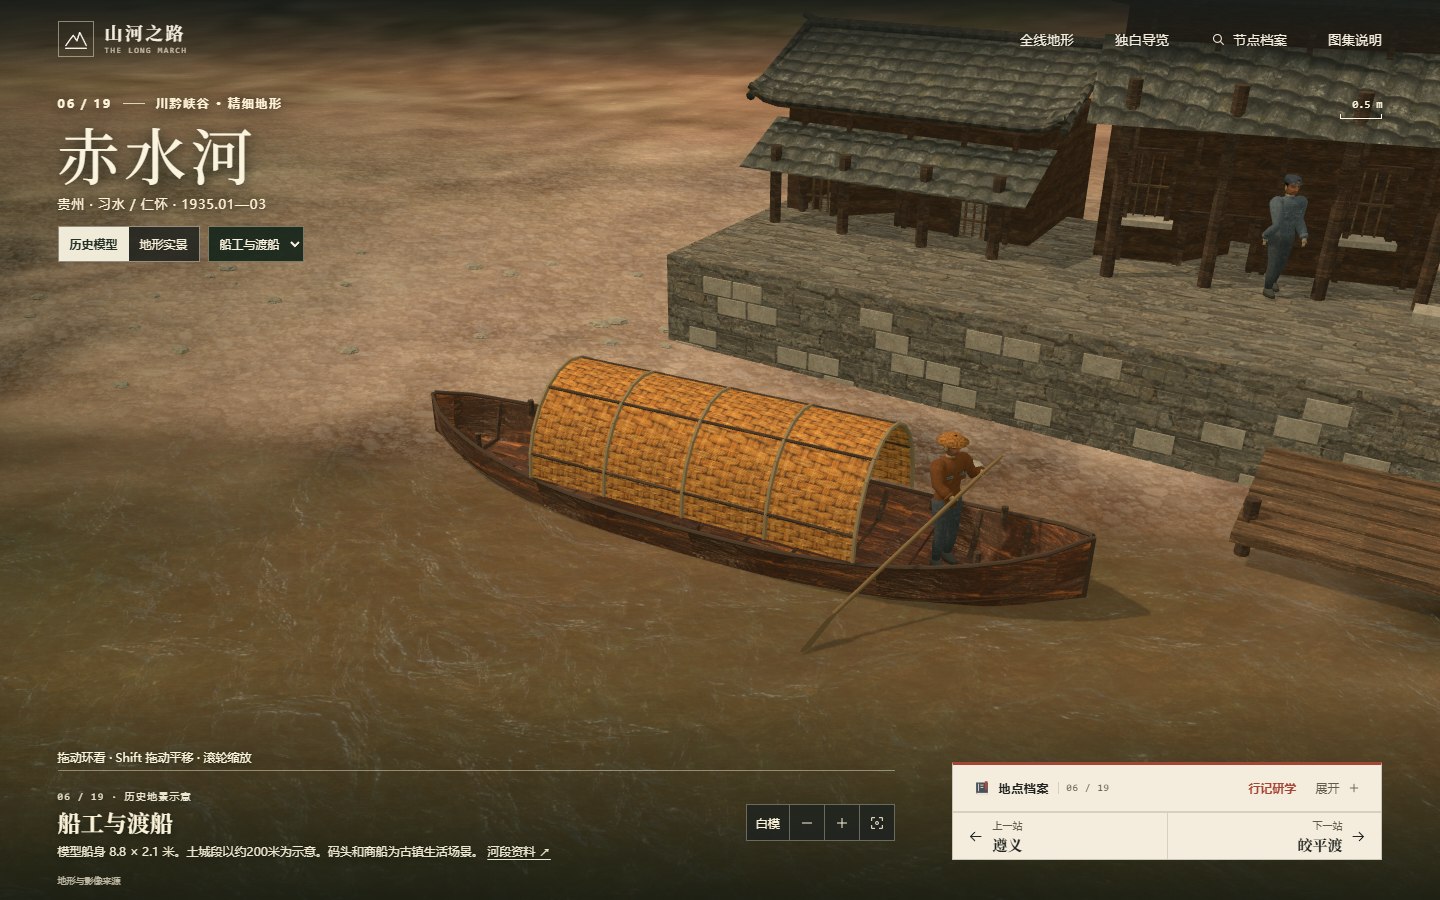 山河之路
THE LONG MARCH
全线地形
独白导览
节点档案
图集说明
06 / 19 — 川黔峡谷 · 精细地形
0.5 m
赤水河
贵州 · 习水 / 仁怀 · 1935.01—03
历史模型
地形实景
船工与渡船
拖动环看 · Shift 拖动平移 · 滚轮缩放
06 / 19 · 历史地景示意
船工与渡船
模型船身 8.8 × 2.1 米。土城段以约200米为示意。码头和商船为古镇生活场景。 河段资料 ↗
地形与影像来源
白模 − +
地点档案 06 / 19 行记研学 展开 +
← 上一站
遵义
下一站 →
皎平渡